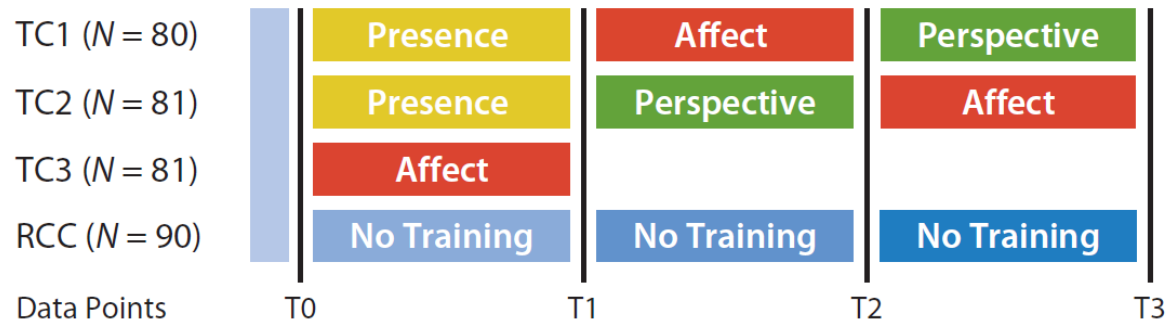 TC1 (N = 80) Presence Affect Perspective
TC2 (N = 81) Presence Perspective Affect
TC3 (N = 81) Affect
RCC (N = 90) No Training No Training No Training
Data Points T0 T1 T2 T3